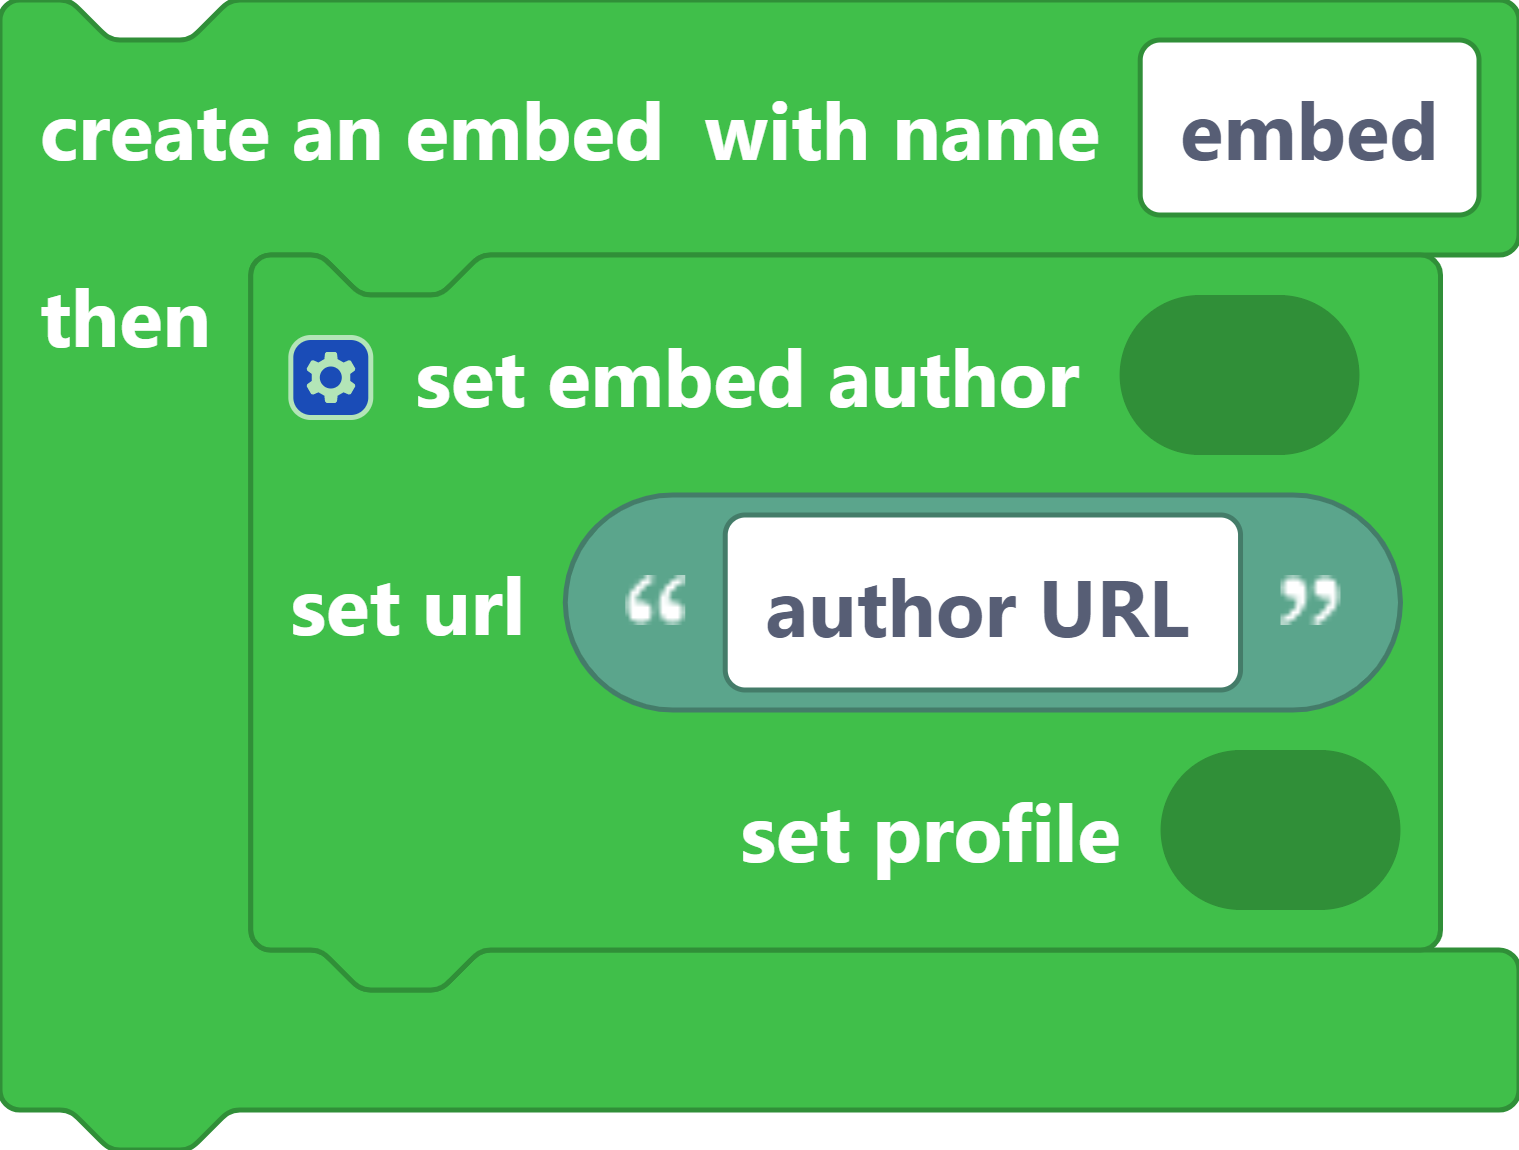 create an embed with name embed
then
set embed author
set url “ author URL ”
set profile